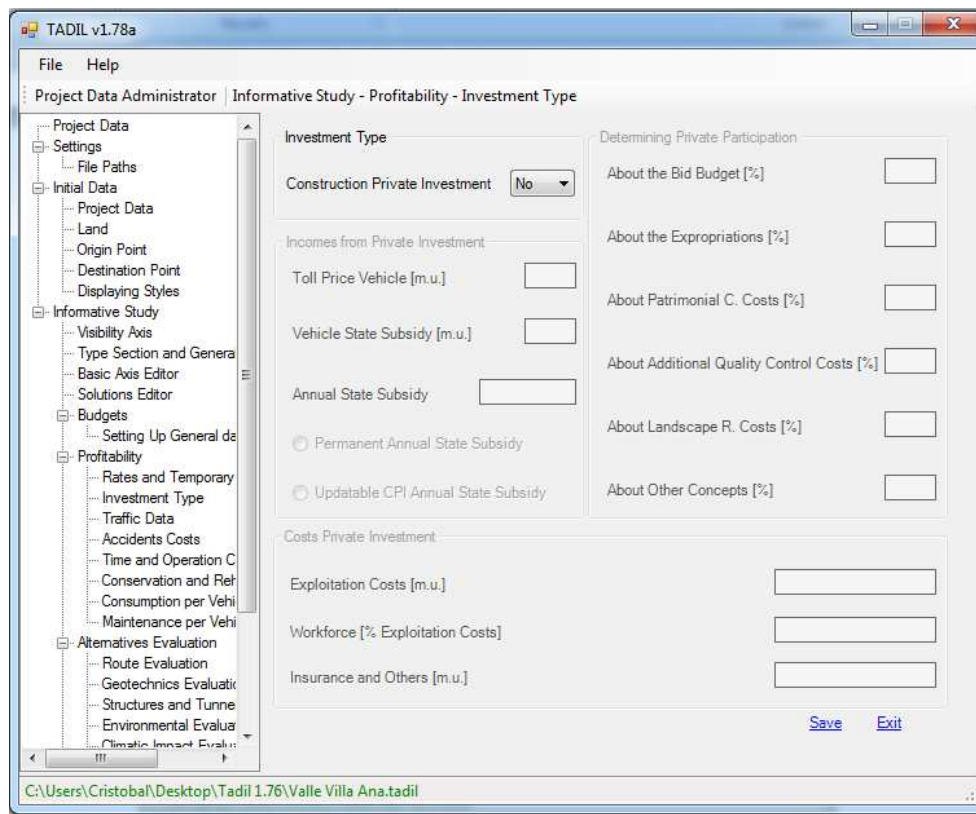 TADIL v1.78a
File Help
Project Data Administrator Informative Study - Profitability - Investment Type
Project Data
Settings
File Paths
Initial Data
Project Data
Land
Origin Point
Destination Point
Displaying Styles
Informative Study
Visibility Axis
Type Section and Genera
Basic Axis Editor
Solutions Editor
Budgets
Setting Up General da
Profitability
Rates and Temporary
Investment Type
Traffic Data
Accidents Costs
Time and Operation C
Conservation and Reh
Consumption per Vehi
Maintenance per Vehi
Alternatives Evaluation
Route Evaluation
Geotechnics Evaluatic
Structures and Tunne
Environmental Evalua
Climatic Impact Evalu
Investment Type
Construction Private Investment No
Incomes from Private Investment
Toll Price Vehicle [m.u.]
Vehicle State Subsidy [m.u.]
Annual State Subsidy
Permanent Annual State Subsidy
Updatable CPI Annual State Subsidy
Determining Private Participation
About the Bid Budget [%]
About the Expropriations [%]
About Patrimonial C. Costs [%]
About Additional Quality Control Costs [%]
About Landscape R. Costs [%]
About Other Concepts [%]
Costs Private Investment
Exploitation Costs [m.u.]
Workforce [% Exploitation Costs]
Insurance and Others [m.u.]
Save Exit
C:\Users\Cristobal\Desktop\Tadil 1.76\Valle Villa Ana.tadil